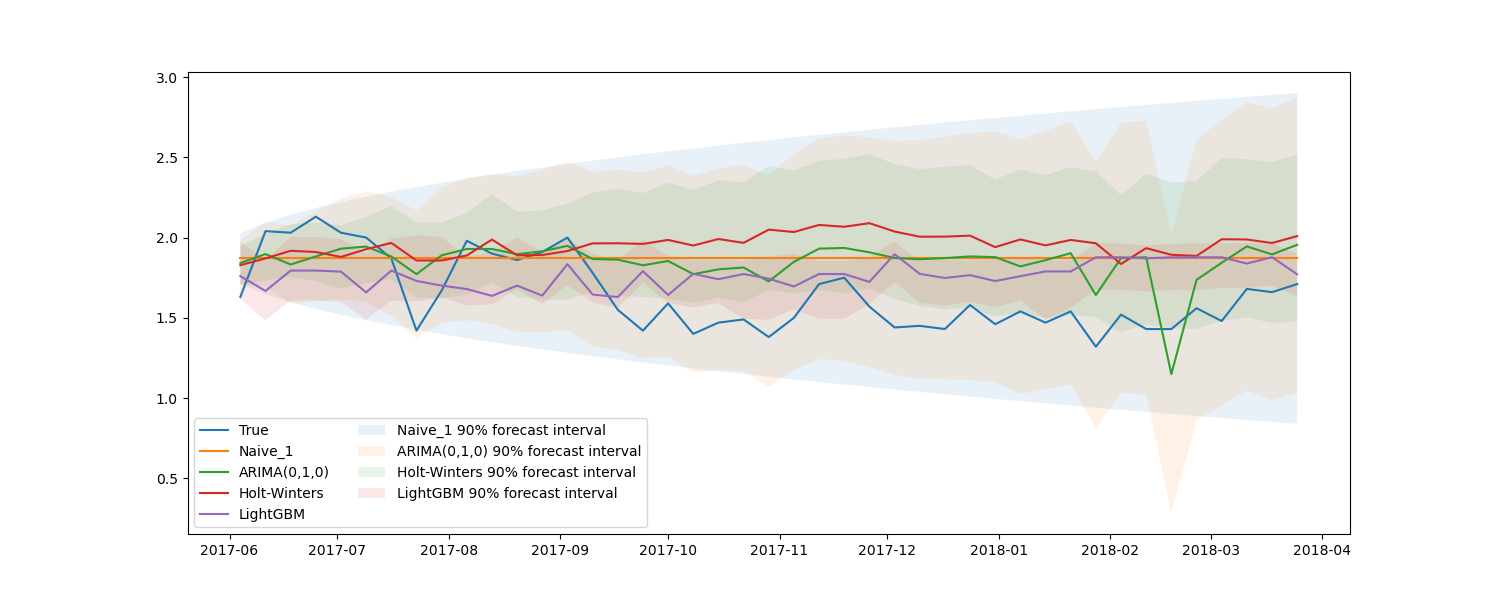 3.0
2.5
2.0
1.5
1.0
0.5
True
Naive_1
ARIMA(0,1,0)
Holt-Winters
LightGBM
Naive_1 90% forecast interval
ARIMA(0,1,0) 90% forecast interval
Holt-Winters 90% forecast interval
LightGBM 90% forecast interval
2017-06 2017-07 2017-08 2017-09 2017-10 2017-11 2017-12 2018-01 2018-02 2018-03 2018-04